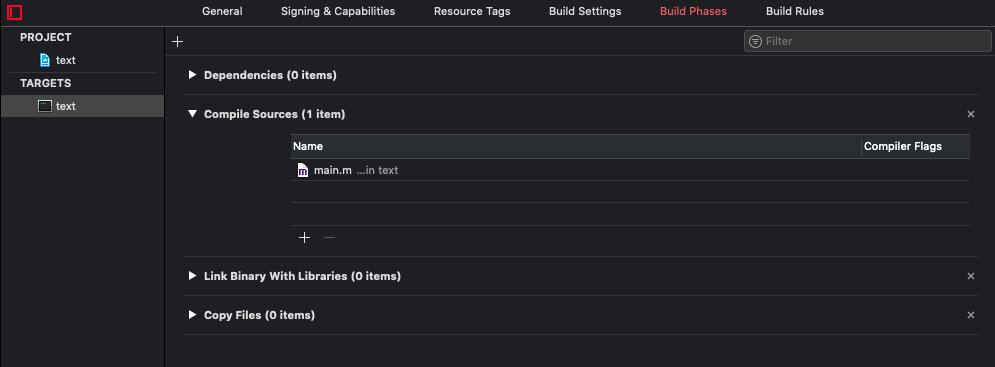 General Signing & Capabilities Resource Tags Build Settings Build Phases Build Rules
PROJECT
text
TARGETS
text
Filter
Dependencies (0 items)
Compile Sources (1 item)
Name Compiler Flags
main.m ...in text
Link Binary With Libraries (0 items)
Copy Files (0 items)